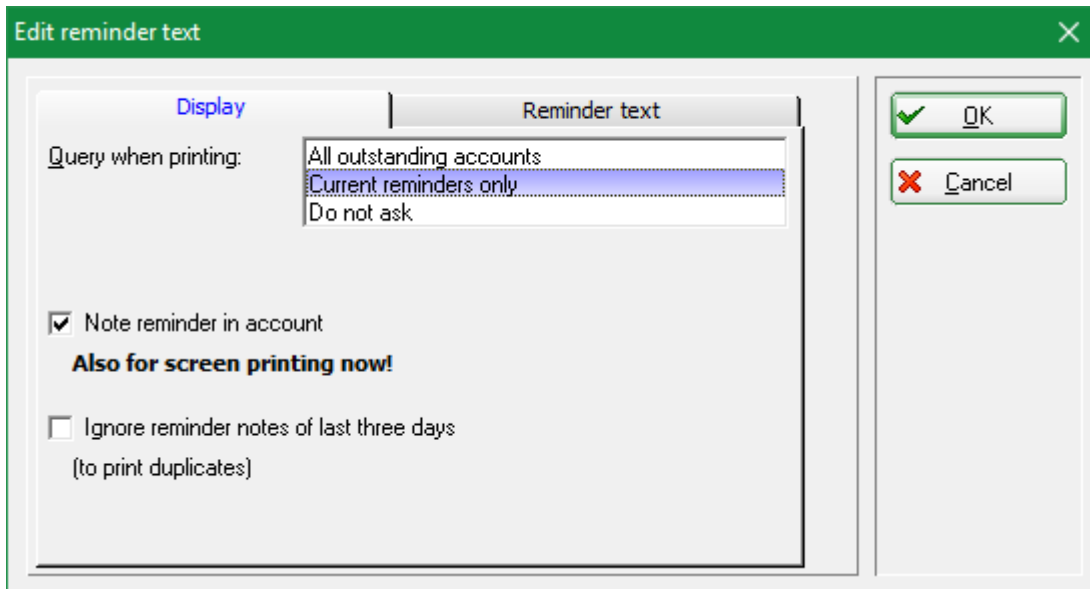 Edit reminder text
Display
Reminder text
Query when printing:
All outstanding accounts
Current reminders only
Do not ask
Note reminder in account
Also for screen printing now!
Ignore reminder notes of last three days
(to print duplicates)
OK
Cancel